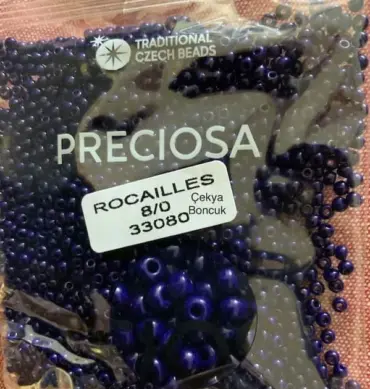 TRADITIONAL
CZECH BEADS
PRECIOSA
ROCAILLES
8/0 Çekya
33080 Boncuk